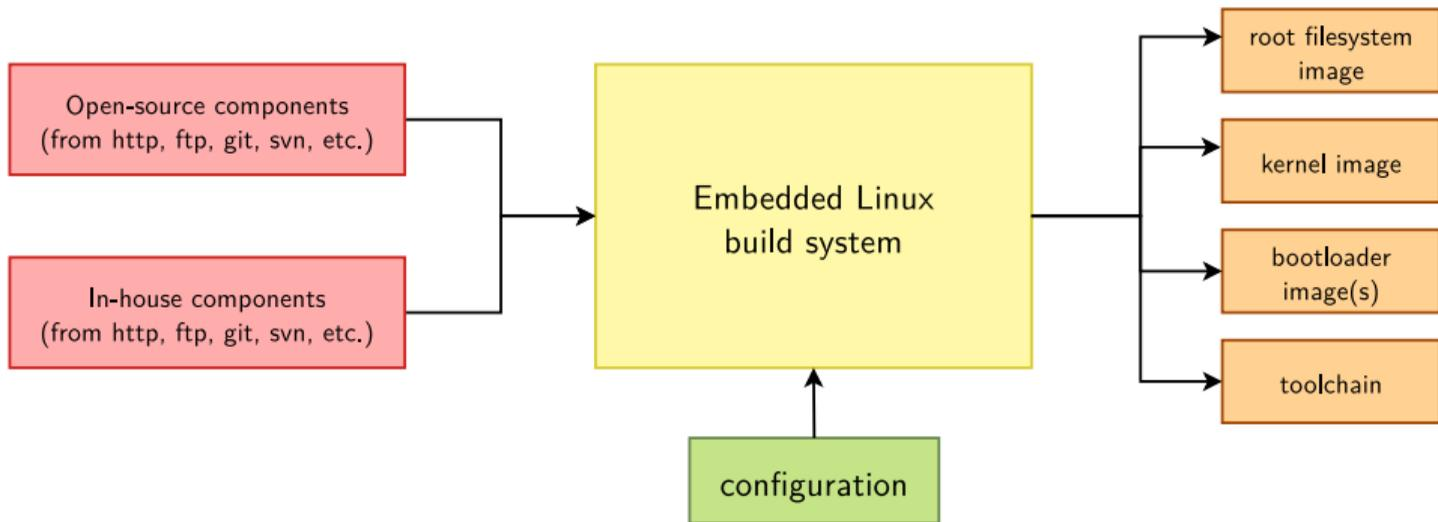 Open-source components
(from http, ftp, git, svn, etc.)
In-house components
(from http, ftp, git, svn, etc.)
Embedded Linux
build system
configuration
root filesystem
image
kernel image
bootloader
image(s)
toolchain